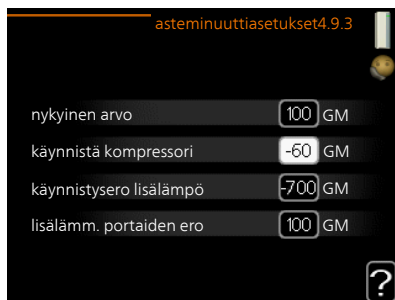 asteminuuttiasetukset4.9.3
nykyinen arvo 100 GM
käynnistä kompressori -60 GM
käynnistysero lisälämpö -700 GM
lisälämm. portaiden ero 100 GM
?